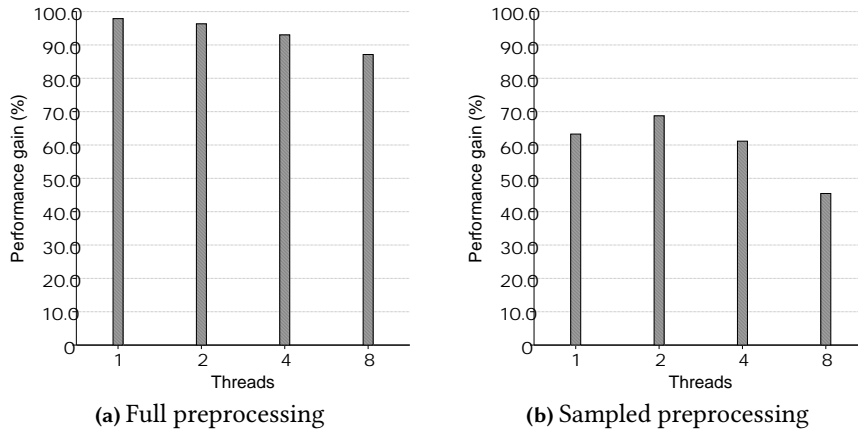 100.0
90.0
80.0
70.0
60.0
50.0
40.0
30.0
20.0
10.0
0
Performance gain (%)
1 2 4 8
Threads
(a) Full preprocessing
100.0
90.0
80.0
70.0
60.0
50.0
40.0
30.0
20.0
10.0
0
Performance gain (%)
1 2 4 8
Threads
(b) Sampled preprocessing